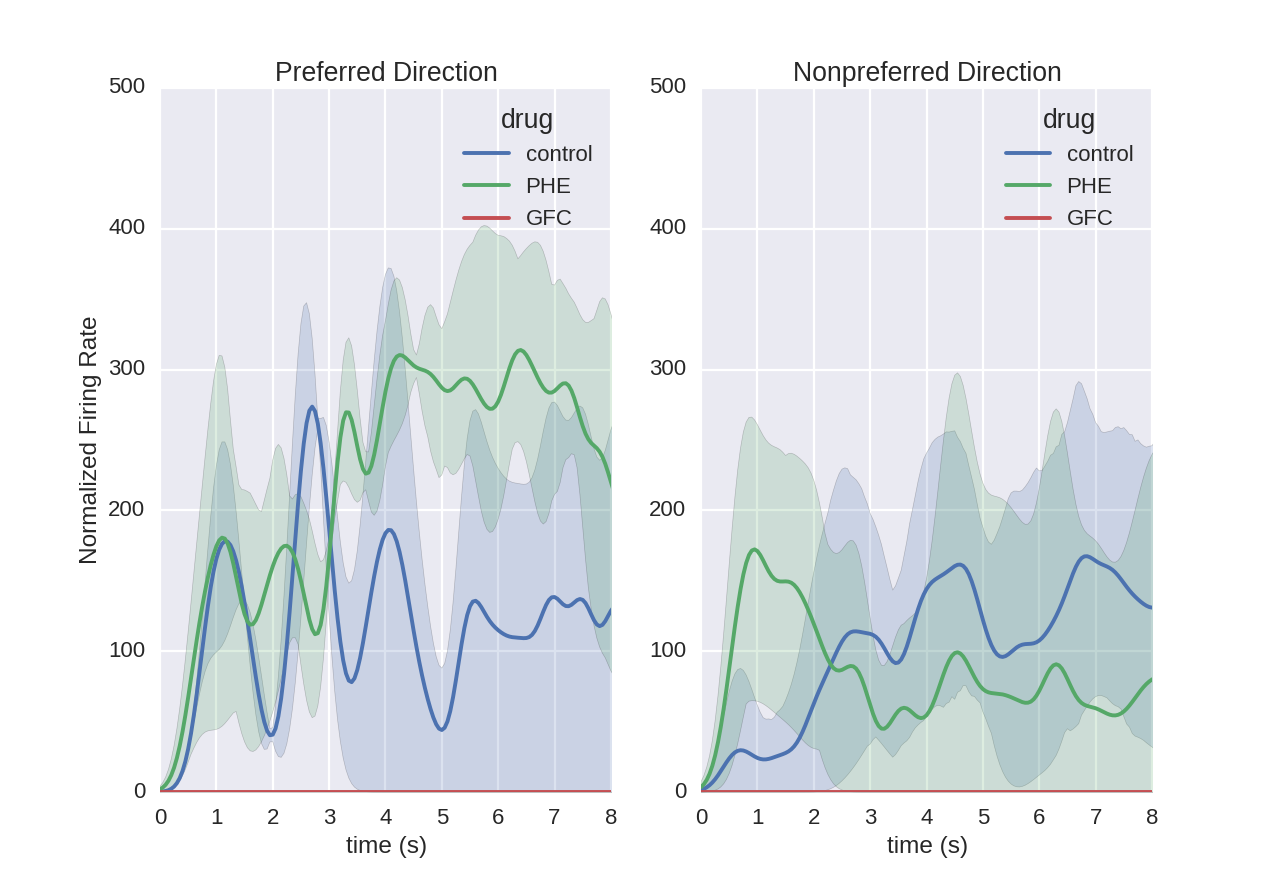 Preferred Direction
500
400
300
200
100
0
Normalized Firing Rate
drug
control
PHE
GFC
0 1 2 3 4 5 6 7 8
time (s)
Nonpreferred Direction
500
400
300
200
100
0
drug
control
PHE
GFC
0 1 2 3 4 5 6 7 8
time (s)